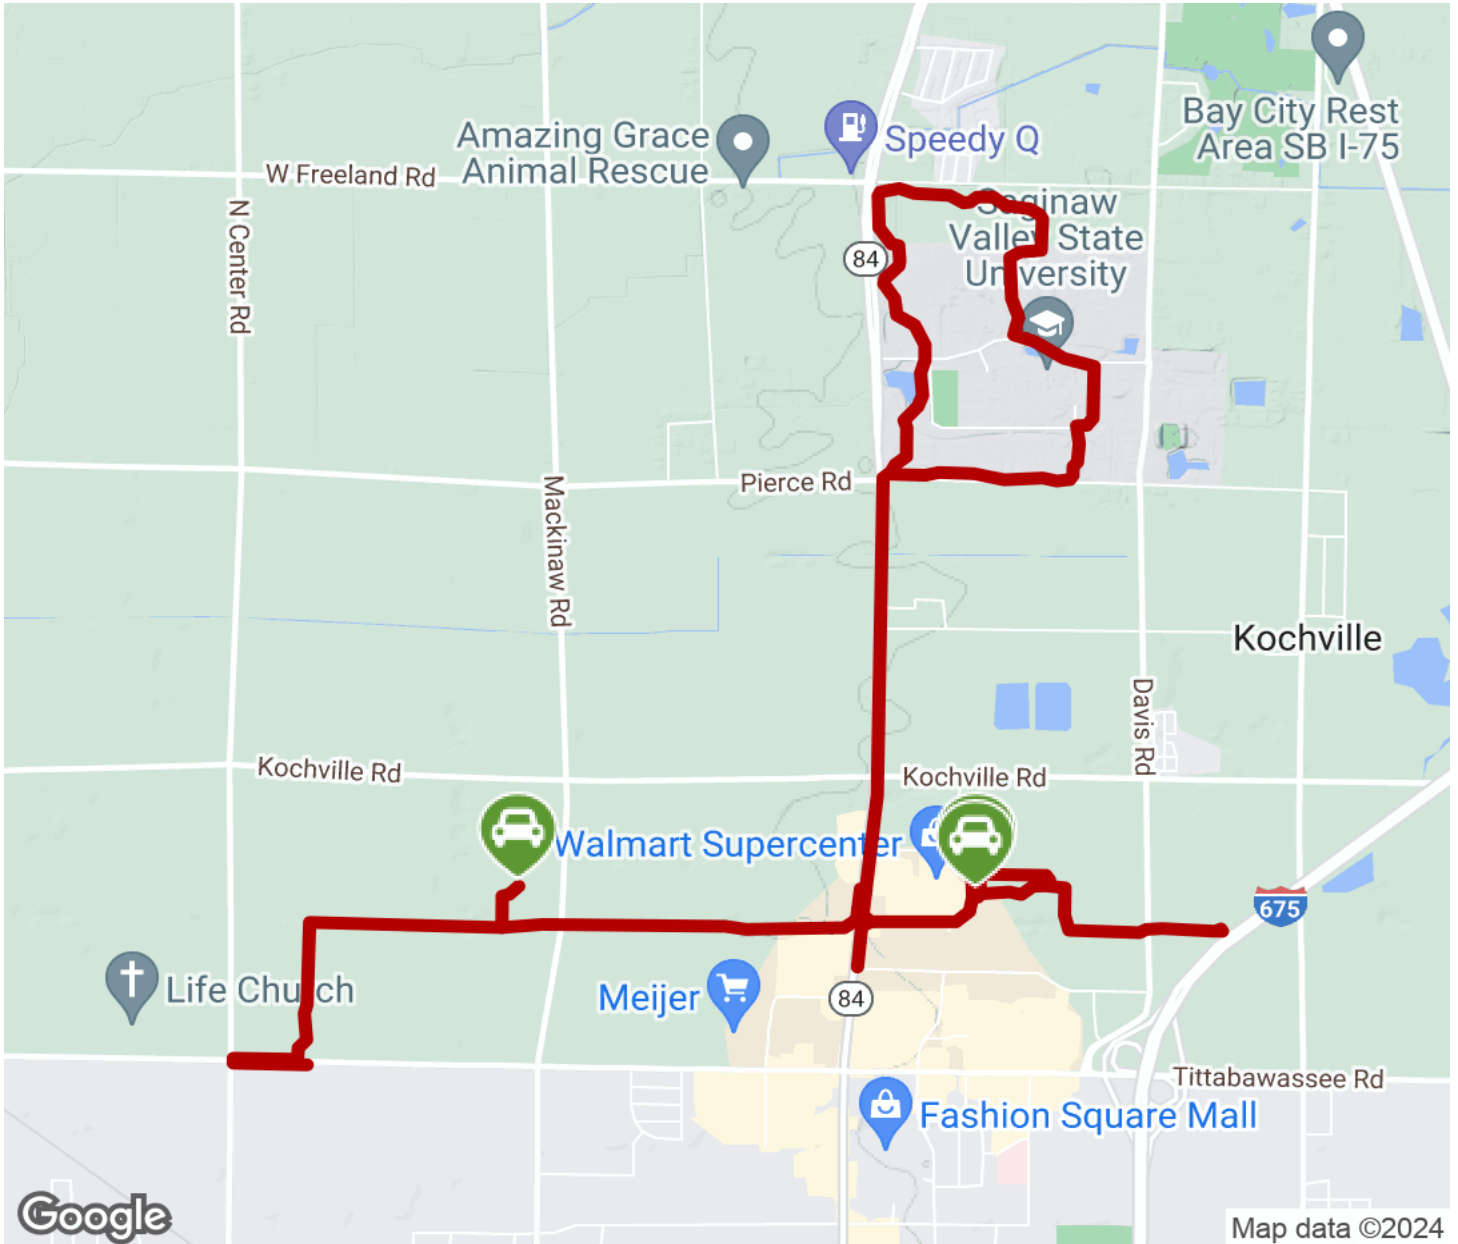 Bay City Rest
Area SB I-75
Amazing Grace
Animal Rescue
Speedy Q
W Freeland Rd
Saginaw
Valley State
University
N Center Rd
84
Pierce Rd
Mackinaw Rd
Kochville
Davis Rd
Kochville Rd
Kochville Rd
Walmart Supercenter
675
Life Church
Meijer
84
Tittabawassee Rd
Fashion Square Mall
Google
Map data ©2024